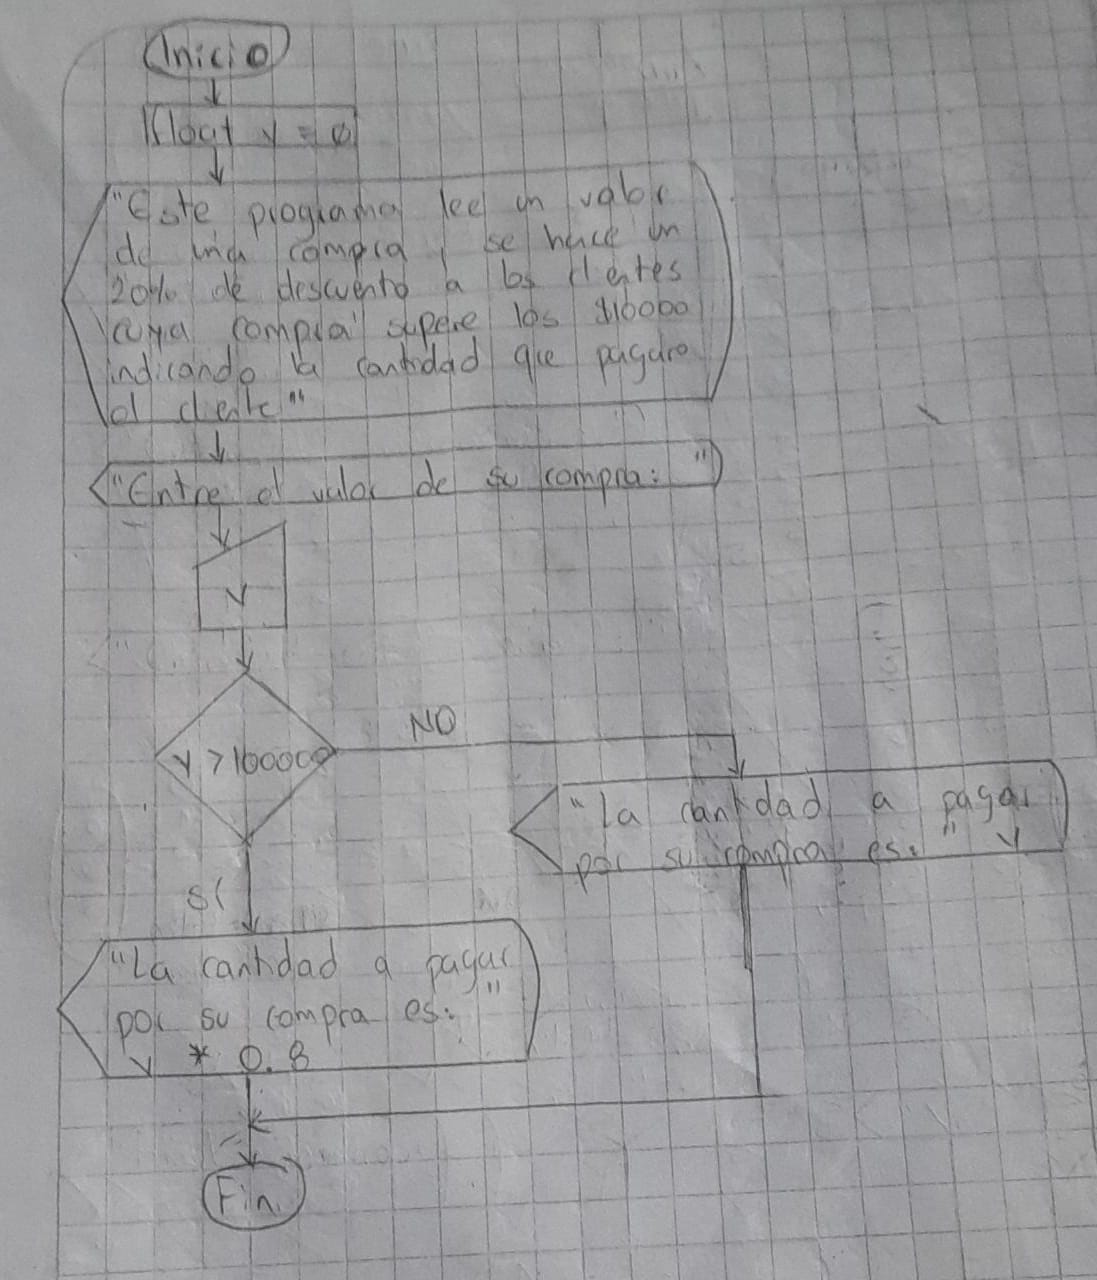 Inicio
float v = 0
"Este programa lee un valor
de una compra, se hace un
20% de descuento a los clientes
cuya compra supere los $10000
indicando la cantidad que pagara
el cliente"
"Entre el valor de su compra: "
v
v > 10000
NO
"la cantidad a pagar
por su compra es: " v
SI
"La cantidad a pagar
por su compra es: "
v * 0.8
Fin